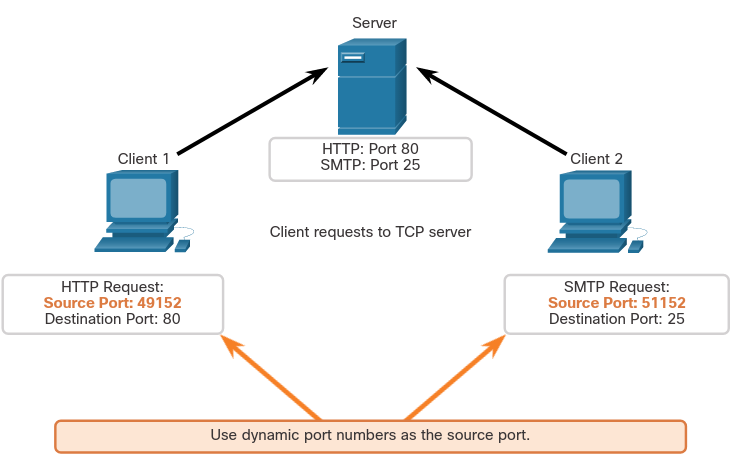 Server
HTTP: Port 80
SMTP: Port 25
Client 1
Client 2
Client requests to TCP server
HTTP Request:
Source Port: 49152
Destination Port: 80
SMTP Request:
Source Port: 51152
Destination Port: 25
Use dynamic port numbers as the source port.